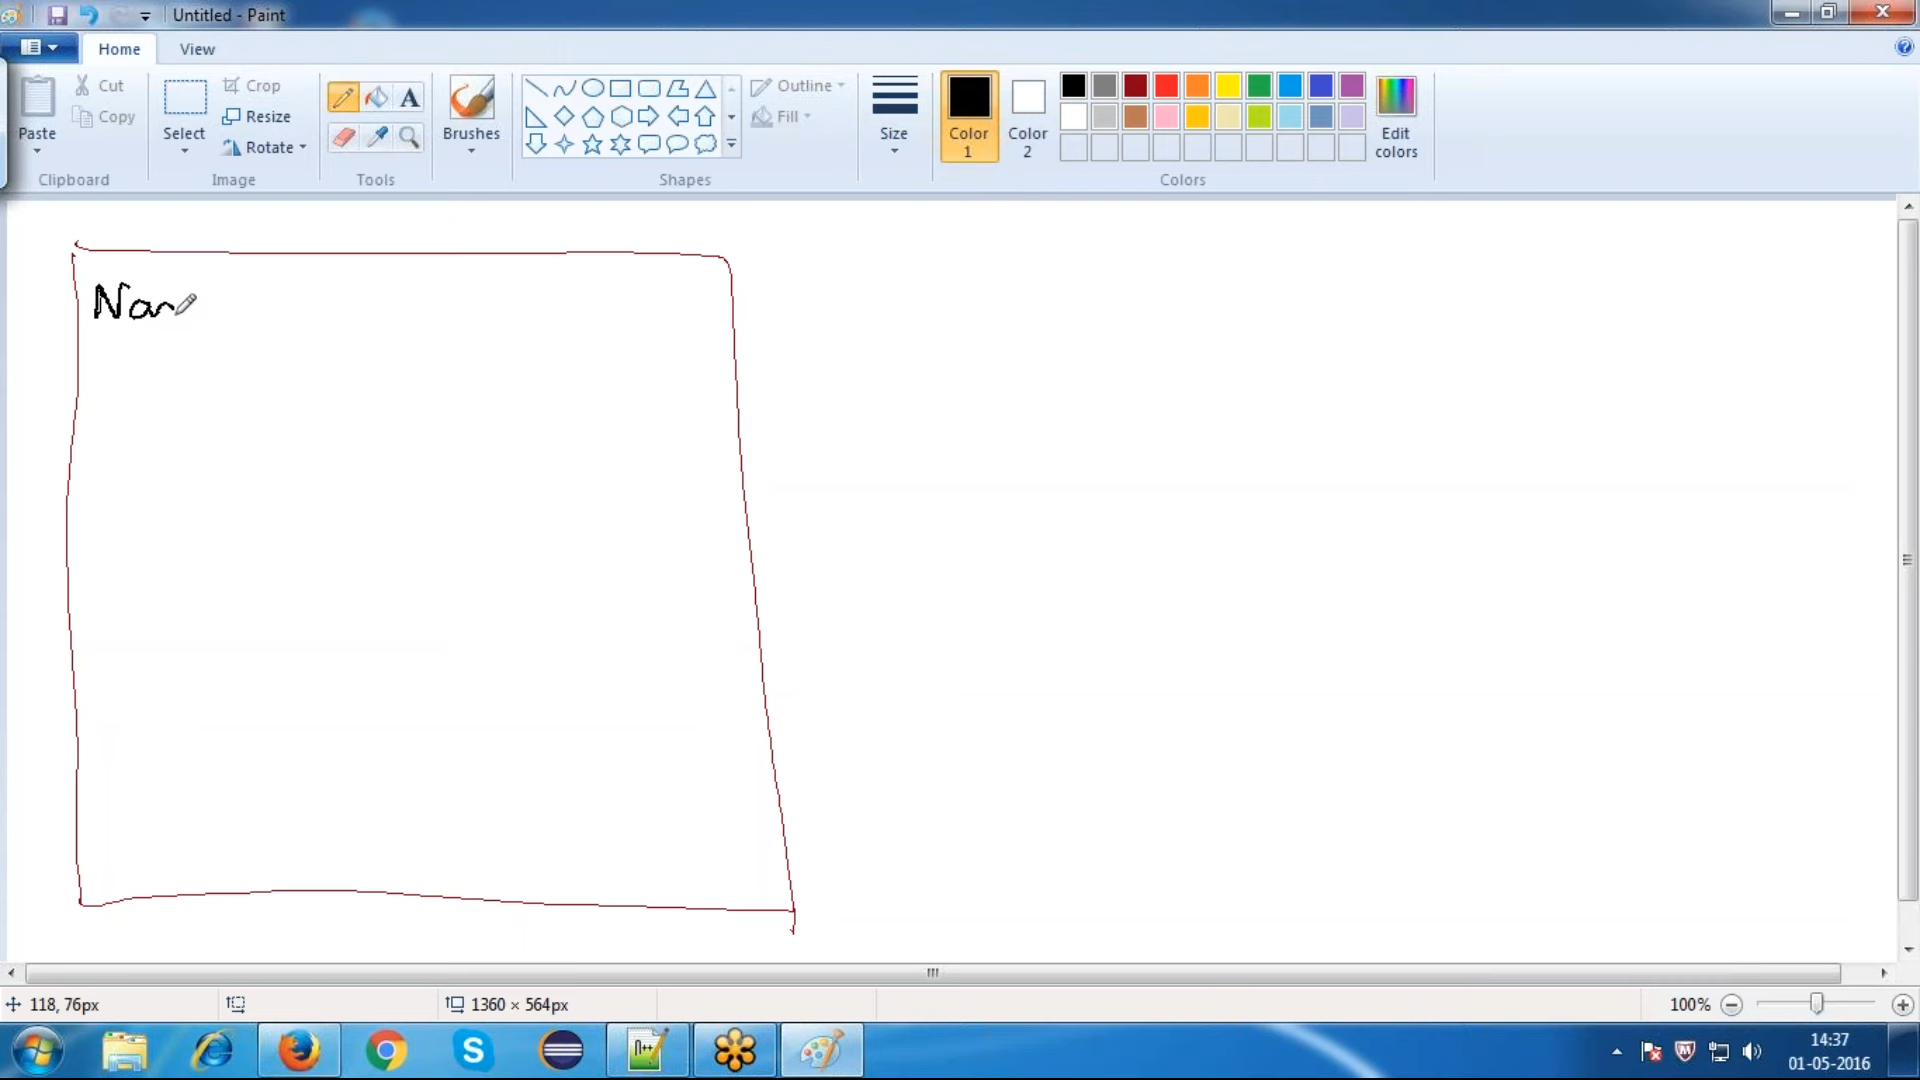 Untitled - Paint
Home View
Paste
Cut
Copy
Clipboard
Select
Crop
Resize
Rotate
Image
A
Tools
Brushes
Shapes
Outline
Fill
Size
Color
1
Color
2
Edit
colors
Colors
Nar
118, 76px
1360 × 564px
100%
14:37
01-05-2016